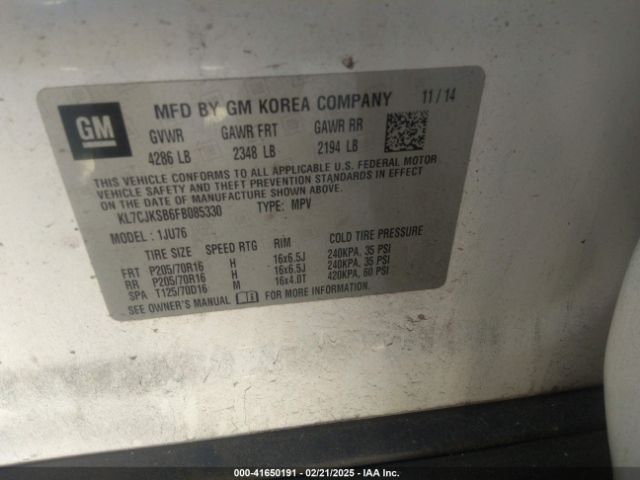 GM
MFD BY GM KOREA COMPANY 11/14
GVWR GAWR FRT GAWR RR
4286 LB 2348 LB 2194 LB
THIS VEHICLE CONFORMS TO ALL APPLICABLE U.S. FEDERAL MOTOR
VEHICLE SAFETY AND THEFT PREVENTION STANDARDS IN EFFECT
ON THE DATE OF MANUFACTURE SHOWN ABOVE.
KL7CJKSB6FB085330 TYPE: MPV
MODEL: 1JU76
TIRE SIZE SPEED RTG RIM
FRT P205/70R16 H 16x6.5J 240KPA, 35 PSI
RR P205/70R16 H 16x6.5J 240KPA, 35 PSI
SPA T125/70D16 M 16x4.0T 420KPA, 60 PSI
SEE OWNER'S MANUAL FOR MORE INFORMATION.
000-41650191 - 02/21/2025 - IAA Inc.